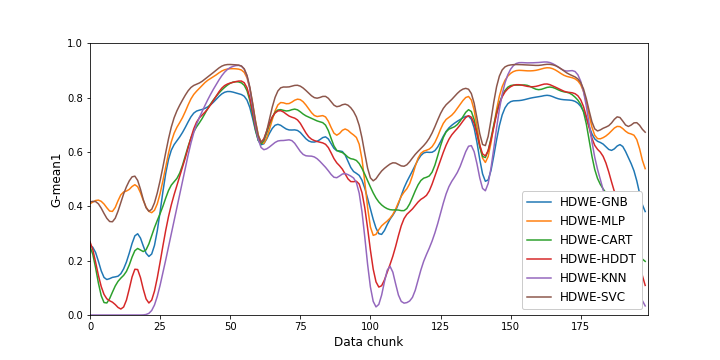 1.0
0.8
0.6
0.4
0.2
0.0
G-mean1
0
25
50
75
100
125
150
175
Data chunk
HDWE-GNB
HDWE-MLP
HDWE-CART
HDWE-HDDT
HDWE-KNN
HDWE-SVC